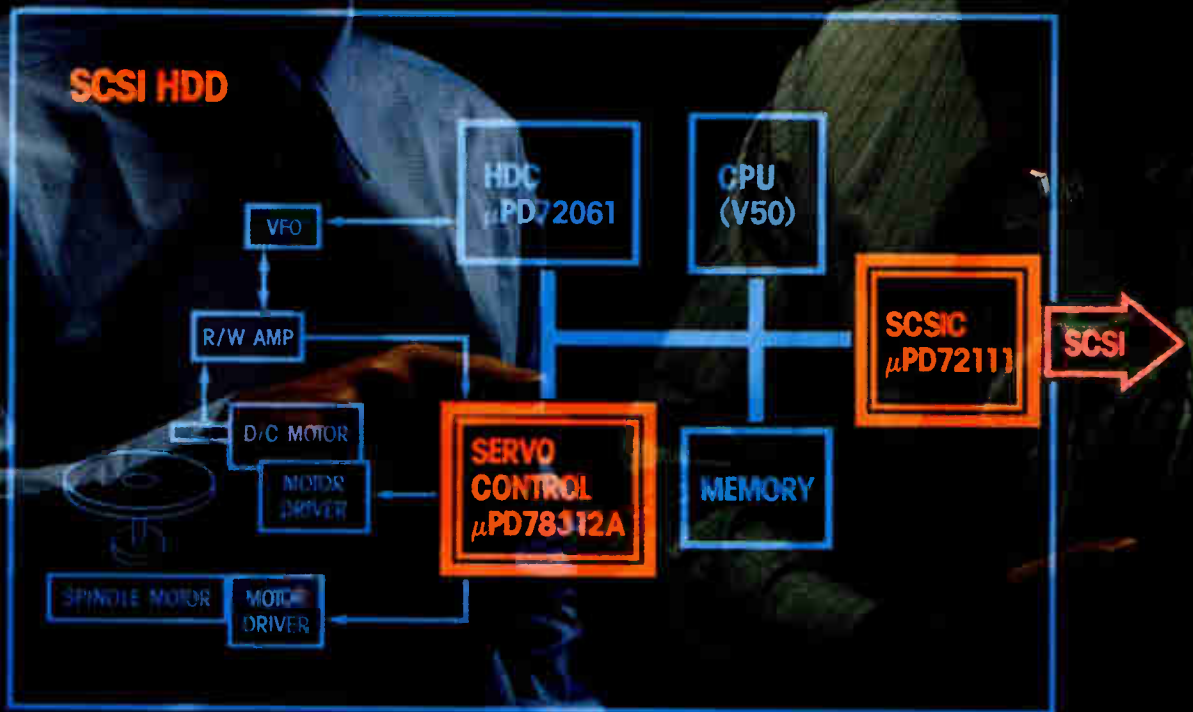 SCSI HDD
HDC
μPD72061
CPU
(V50)
VFO
R/W AMP
SCSIC
μPD72111
SCSI
D/C MOTOR
MOTOR
DRIVER
SERVO
CONTROL
μPD78312A
MEMORY
SPINDLE MOTOR
MOTOR
DRIVER